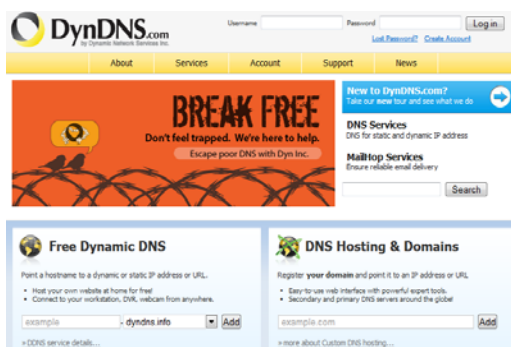 DynDNS.com
by Dynamic Network Services Inc.
Username
Password
Log in
Lost Password? Create Account
About Services Account Support News
BREAK FREE
Don't feel trapped. We're here to help.
Escape poor DNS with Dyn Inc.
New to DynDNS.com?
Take our new tour and see what we do
DNS Services
DNS for static and dynamic IP address
MailHop Services
Ensure reliable email delivery
Search
Free Dynamic DNS
Point a hostname to a dynamic or static IP address or URL.
• Host your own website at home for free!
• Connect to your workstation, DVR, webcam from anywhere.
example . dyndns.info Add
» DDNS service details...
DNS Hosting & Domains
Register your domain and point it to an IP address or URL.
• Easy-to-use web interface with powerful expert tools.
• Secondary and primary DNS servers around the globe!
example.com Add
» more about Custom DNS hosting...